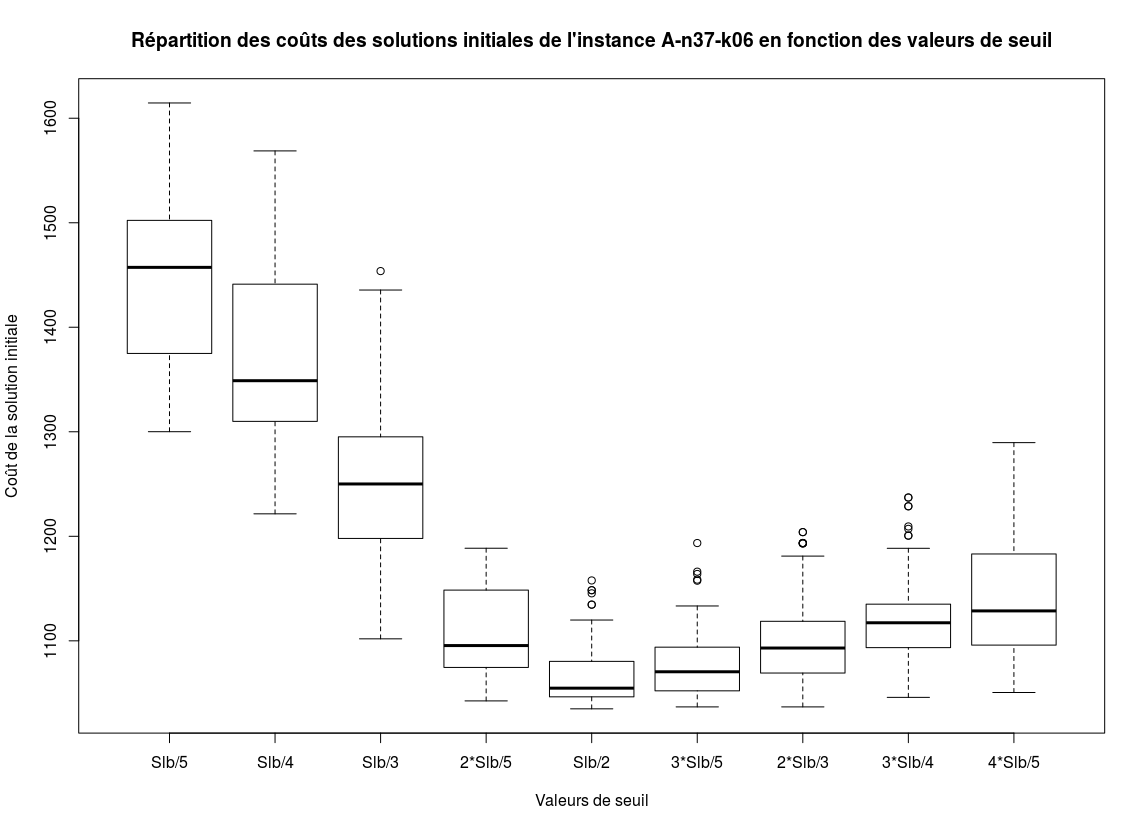 Répartition des coûts des solutions initiales de l'instance A-n37-k06 en fonction des valeurs de seuil
Coût de la solution initiale
1600
1500
1400
1300
1200
1100
Slb/5
Slb/4
Slb/3
2*Slb/5
Slb/2
3*Slb/5
2*Slb/3
3*Slb/4
4*Slb/5
Valeurs de seuil